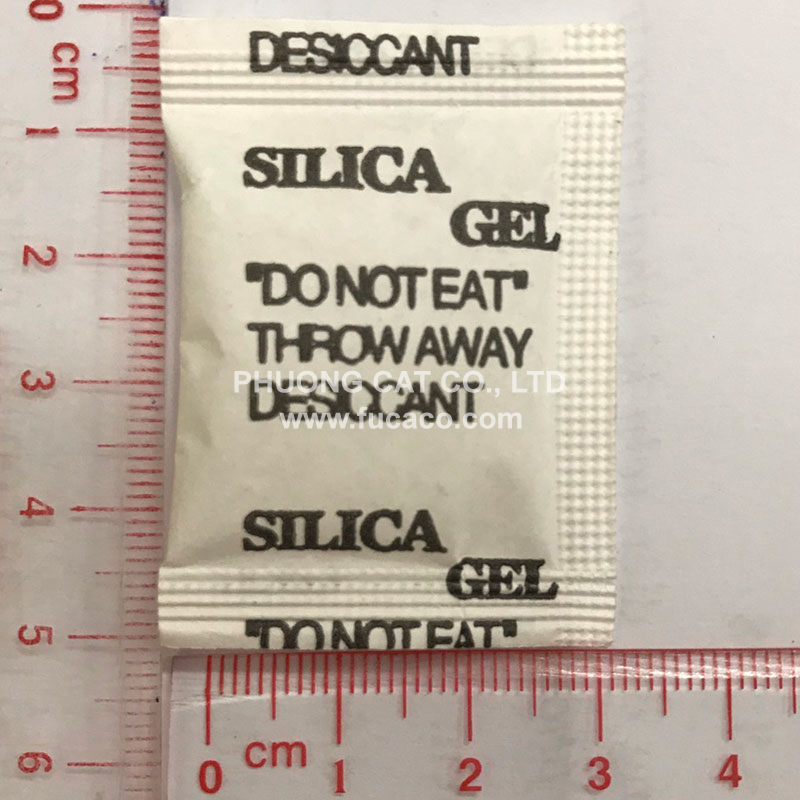 DESICCANT
SILICA
GEL
"DO NOT EAT"
THROW AWAY
DESICCANT
PHUONG CAT CO., LTD
www.fucaco.com
SILICA
GEL
"DO NOT EAT"
0 cm 1 2 3 4 5 6
0 cm 1 2 3 4